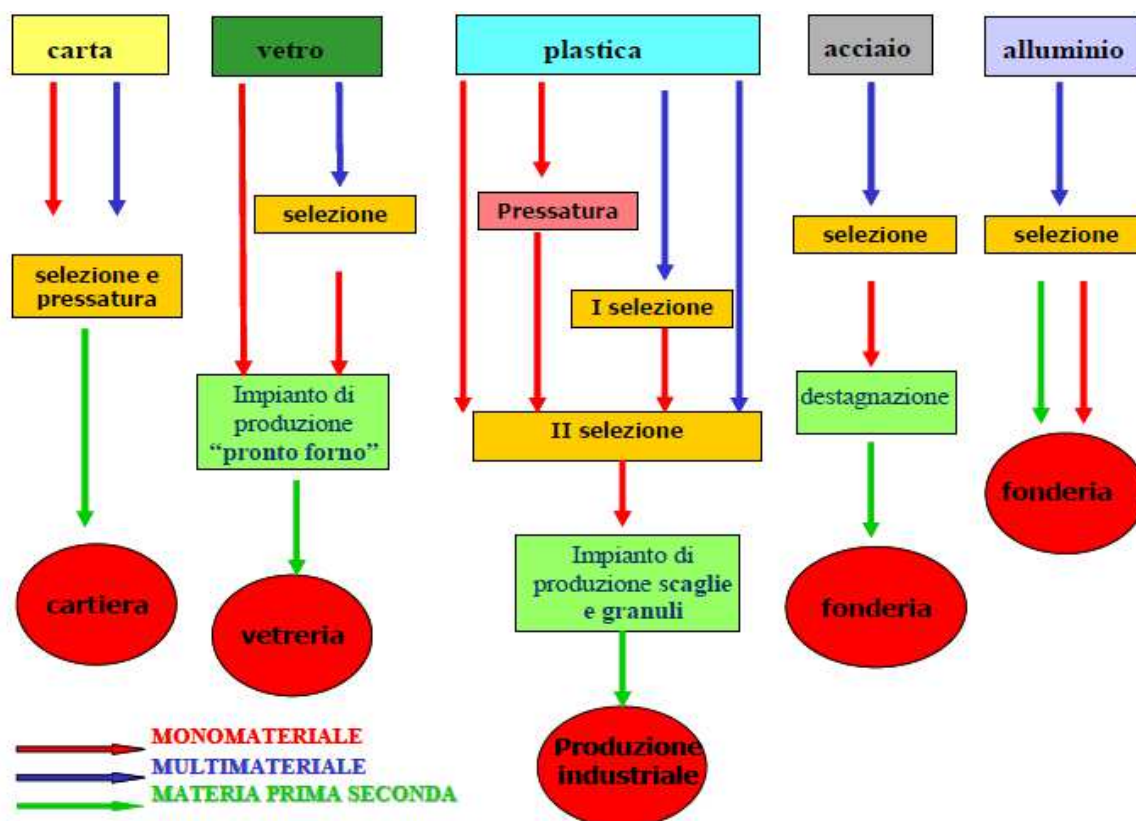 carta
vetro
plastica
acciaio
alluminio
selezione
Pressatura
selezione
selezione
selezione e
pressatura
I selezione
Impianto di
produzione
“pronto forno”
destagnazione
II selezione
fonderia
Impianto di
produzione scaglie
e granuli
cartiera
vetreria
fonderia
Produzione
industriale
MONOMATERIALE
MULTIMATERIALE
MATERIA PRIMA SECONDA